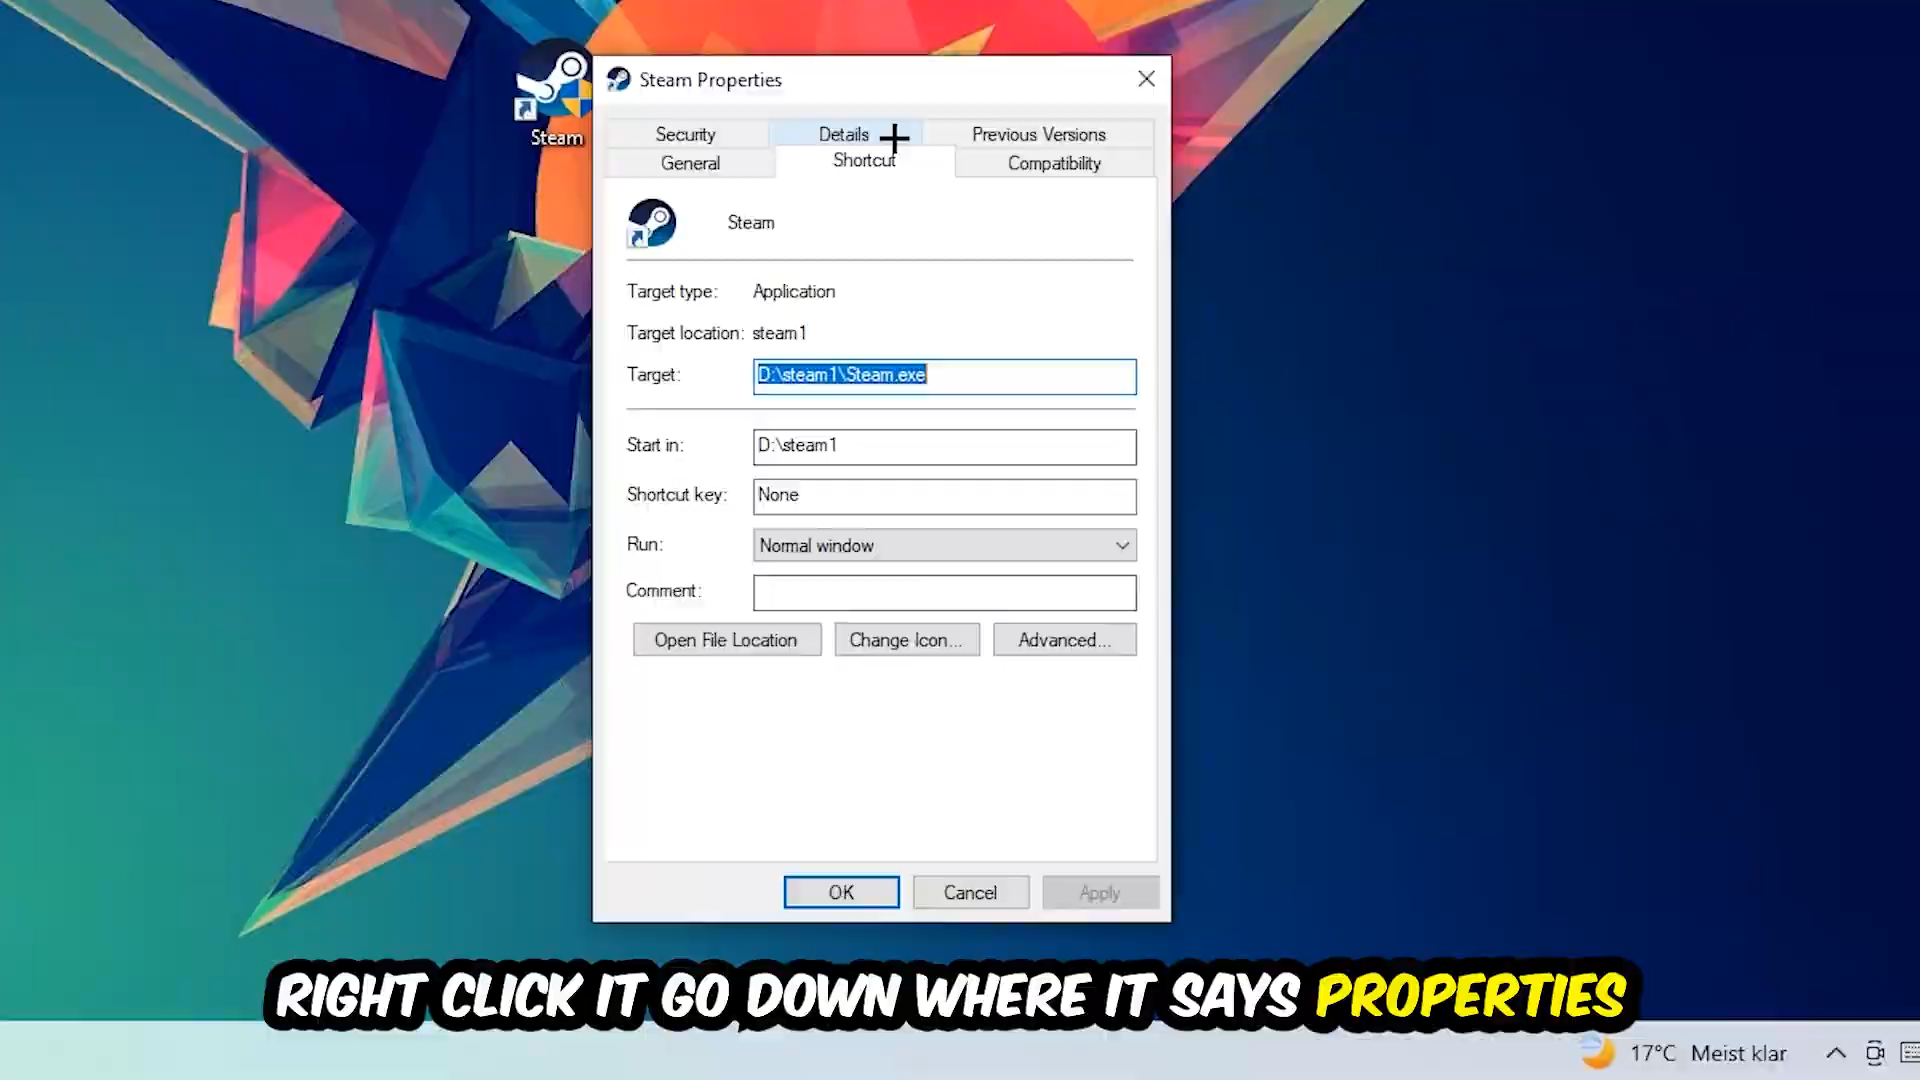 Steam
Steam Properties
Security Details Previous Versions
General Shortcut Compatibility
Steam
Target type: Application
Target location: steam1
Target: D:\steam1\Steam.exe
Start in: D:\steam1
Shortcut key: None
Run: Normal window
Comment:
Open File Location Change Icon... Advanced...
OK Cancel Apply
RIGHT CLICK IT GO DOWN WHERE IT SAYS PROPERTIES
17°C Meist klar